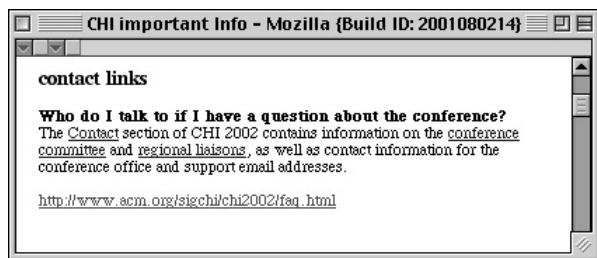 CHI important Info - Mozilla {Build ID: 2001080214}
contact links
Who do I talk to if I have a question about the conference?
The Contact section of CHI 2002 contains information on the conference
committee and regional liaisons, as well as contact information for the
conference office and support email addresses.
http://www.acm.org/sigchi/chi2002/faq.html